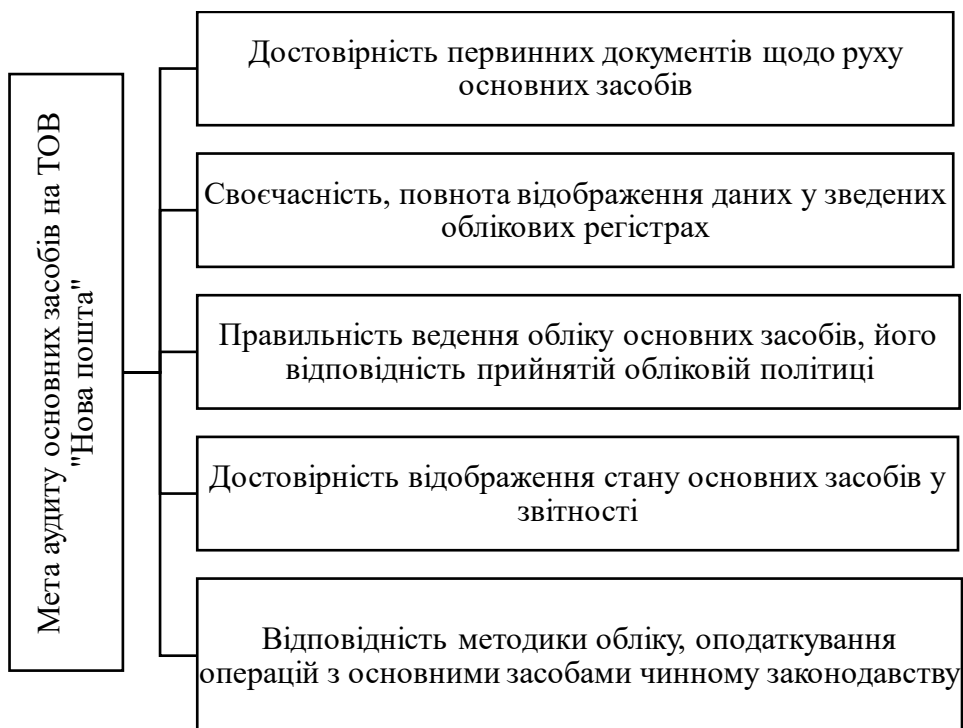 Мета аудиту основних засобів на ТОВ
"Нова пошта"
Достовірність первинних документів щодо руху
основних засобів
Своєчасність, повнота відображення даних у зведених
облікових регістрах
Правильність ведення обліку основних засобів, його
відповідність прийнятій обліковій політиці
Достовірність відображення стану основних засобів у
звітності
Відповідність методики обліку, оподаткування
операцій з основними засобами чинному законодавству